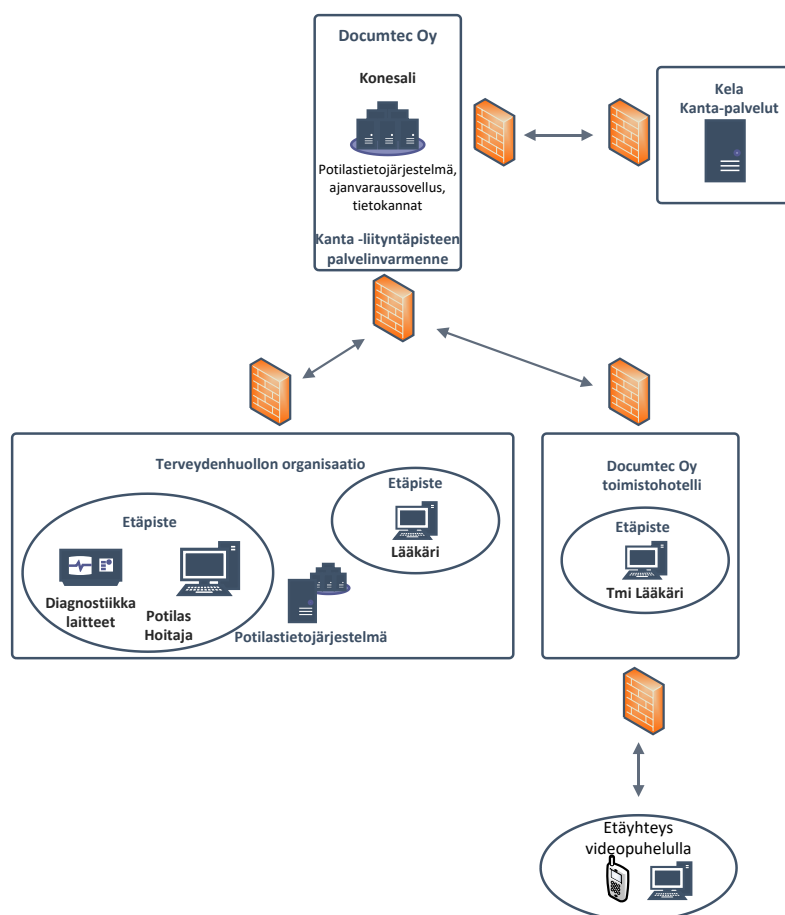 Documtec Oy
Konesali
Potilastietojärjestelmä,
ajanvaraussovellus,
tietokannat
Kanta -liityntäpisteen
palvelinvarmenne
Kela
Kanta-palvelut
Terveydenhuollon organisaatio
Etäpiste
Diagnostiikka
laitteet
Potilas
Hoitaja
Potilastietojärjestelmä
Etäpiste
Lääkäri
Documtec Oy
toimistohotelli
Etäpiste
Tmi Lääkäri
Etäyhteys
videopuhelulla